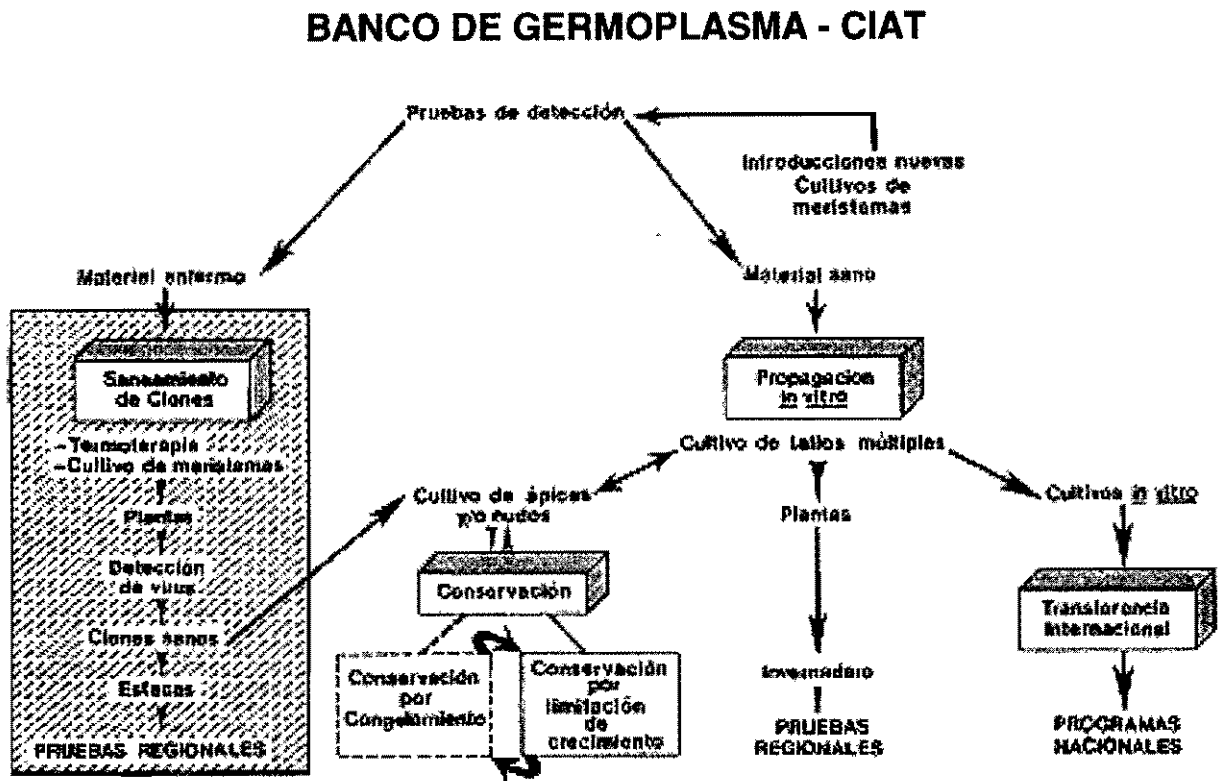 BANCO DE GERMOPLASMA - CIAT
Pruebas de detección
Introducciones nuevas
Cultivos de
meristemas
Material enfermo
Material sano
Saneamiento
de Clones
Propagación
in vitro
–Termoterapia
–Cultivo de meristemas
Cultivo de tallos múltiples
Cultivo de ápices
y/o nudos
Plantas
Plantas
Cultivos in vitro
Detección
de virus
Conservación
Transferencia
internacional
Clones sanos
Estacas
Conservación
por
Congelamiento
Conservación
por
limitación
de
crecimiento
Invernadero
PRUEBAS REGIONALES
PRUEBAS
REGIONALES
PROGRAMAS
NACIONALES